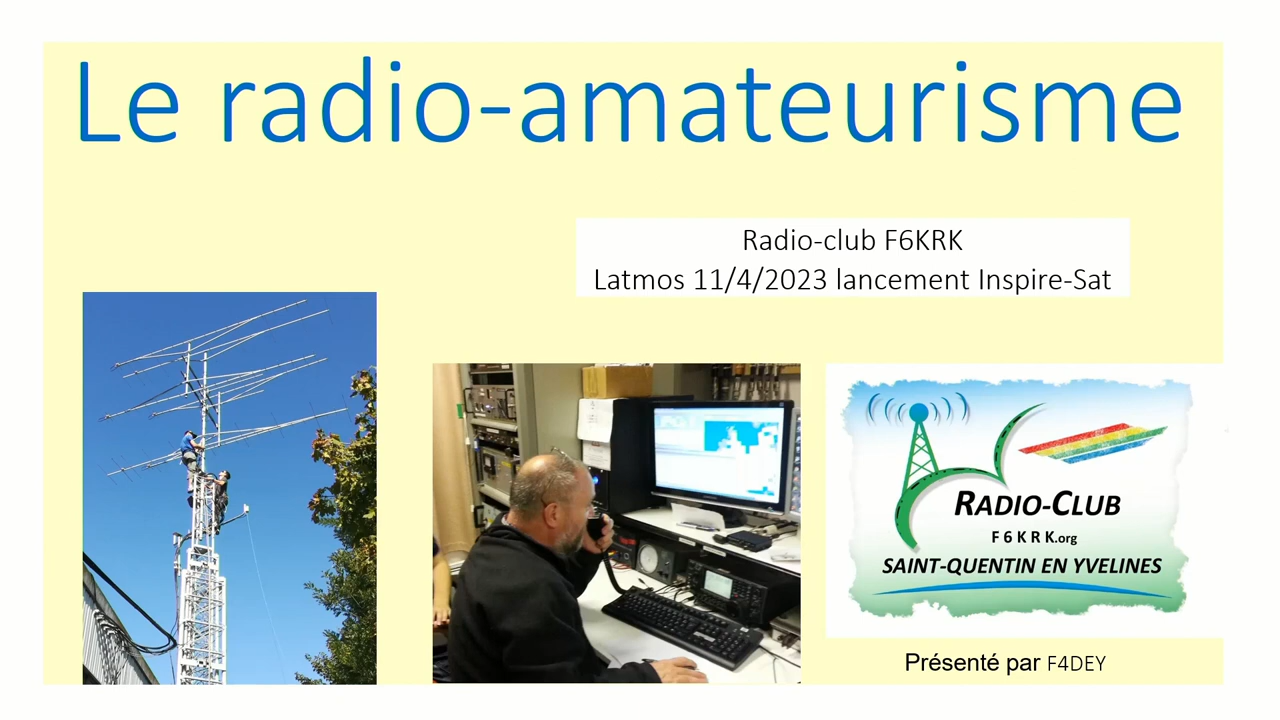 Le radio-amateurisme
Radio-club F6KRK
Latmos 11/4/2023 lancement Inspire-Sat
RADIO-CLUB
F6KRK.org
SAINT-QUENTIN EN YVELINES
Présenté par F4DEY